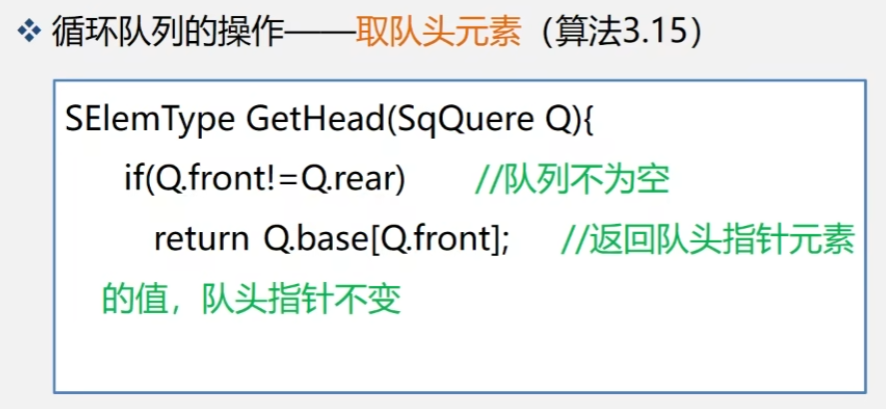 ❖ 循环队列的操作——取队头元素（算法3.15）
SElemType GetHead(SqQuere Q){
if(Q.front!=Q.rear) //队列不为空
return Q.base[Q.front]; //返回队头指针元素
的值，队头指针不变